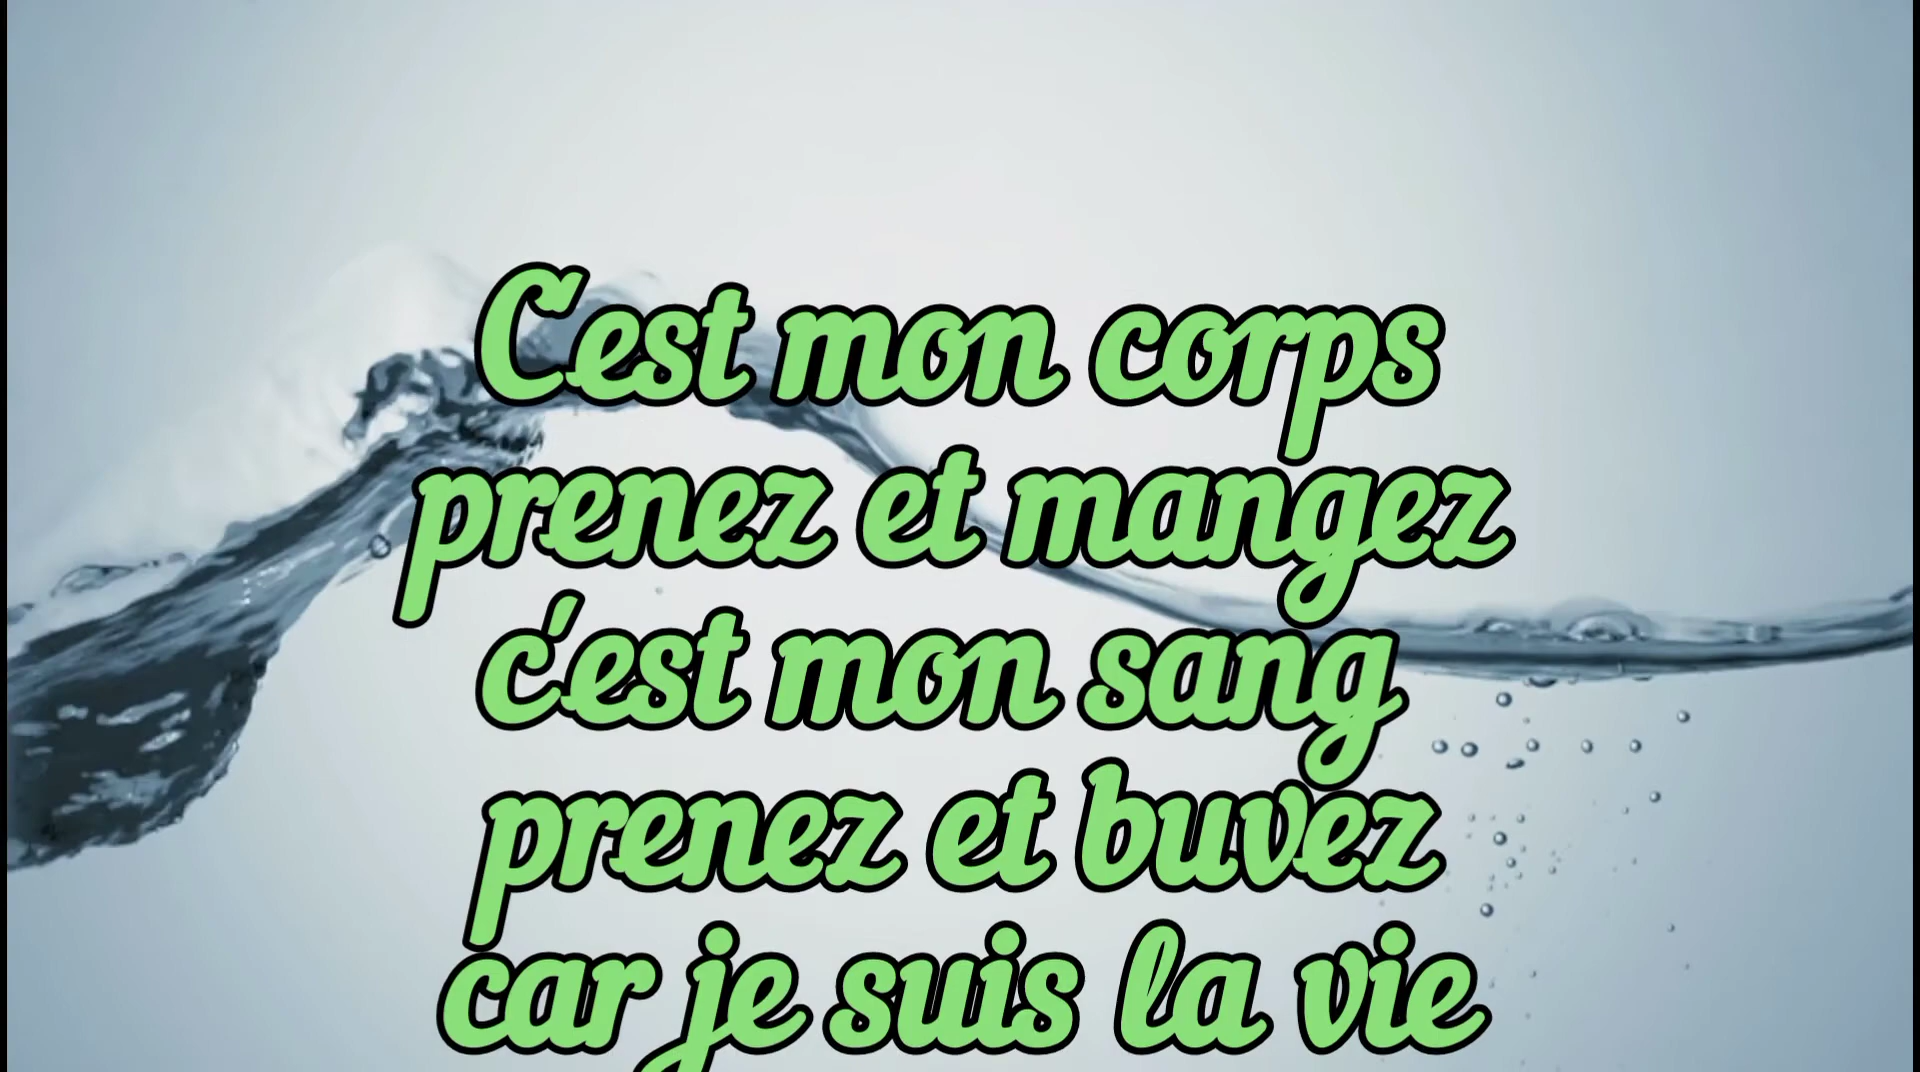 C'est mon corps
prenez et mangez
c'est mon sang
prenez et buvez
car je suis la vie